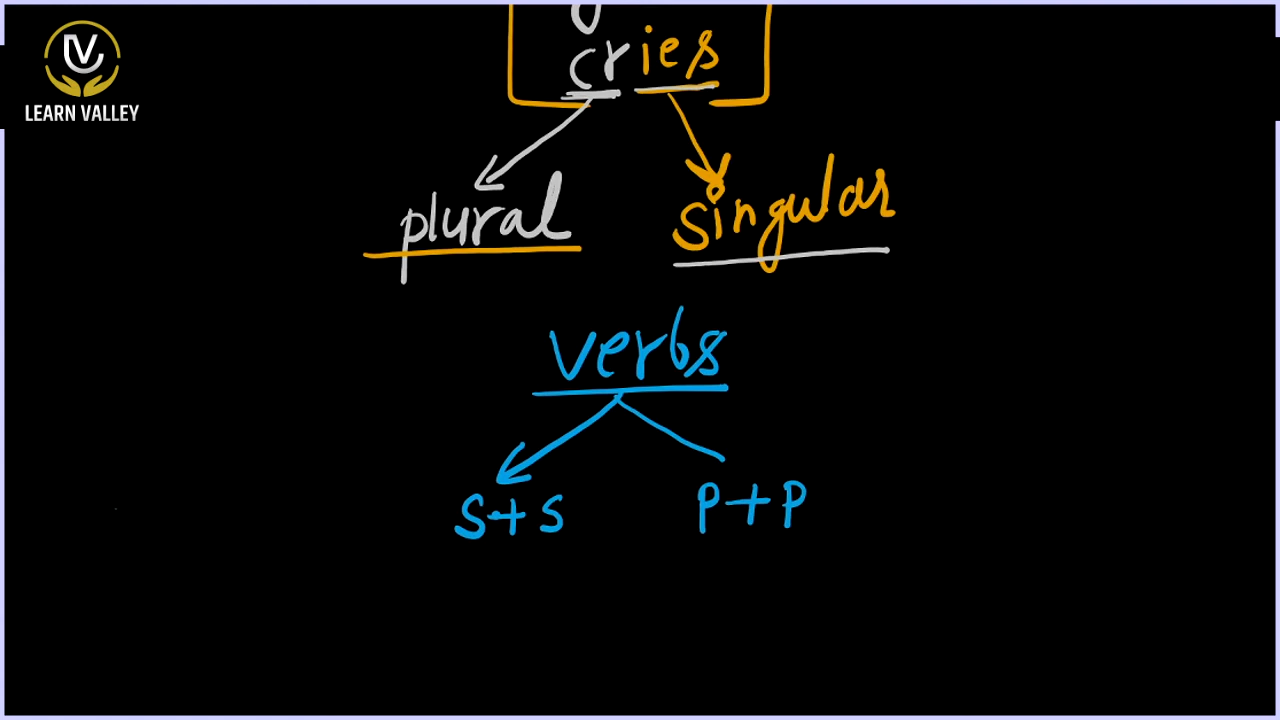 LEARN VALLEY
cries
plural singular
verbs
s+s p+p